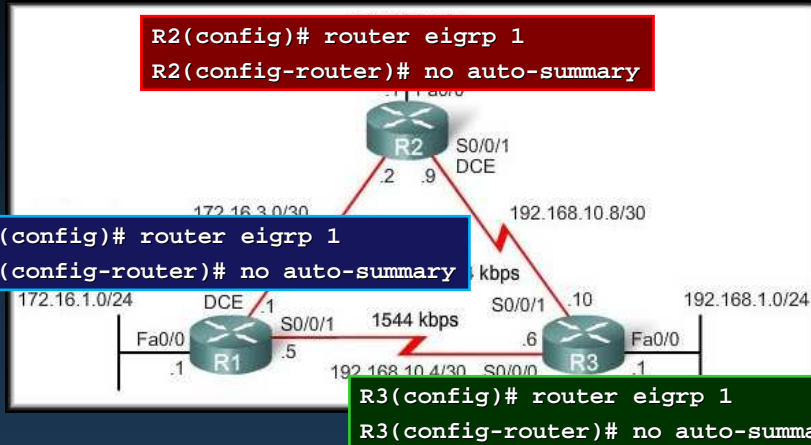 R2(config)# router eigrp 1
R2(config-router)# no auto-summary
.1 Fa0/0
R2
S0/0/1
DCE
.2 .9
172.16.3.0/30
192.168.10.8/30
(config)# router eigrp 1
(config-router)# no auto-summary
kbps
172.16.1.0/24
DCE
.1
S0/0/1
.10
192.168.1.0/24
Fa0/0
S0/0/1
1544 kbps
.6
Fa0/0
.1
R1
.5
192.168.10.4/30
S0/0/0
R3
.1
R3(config)# router eigrp 1
R3(config-router)# no auto-summa